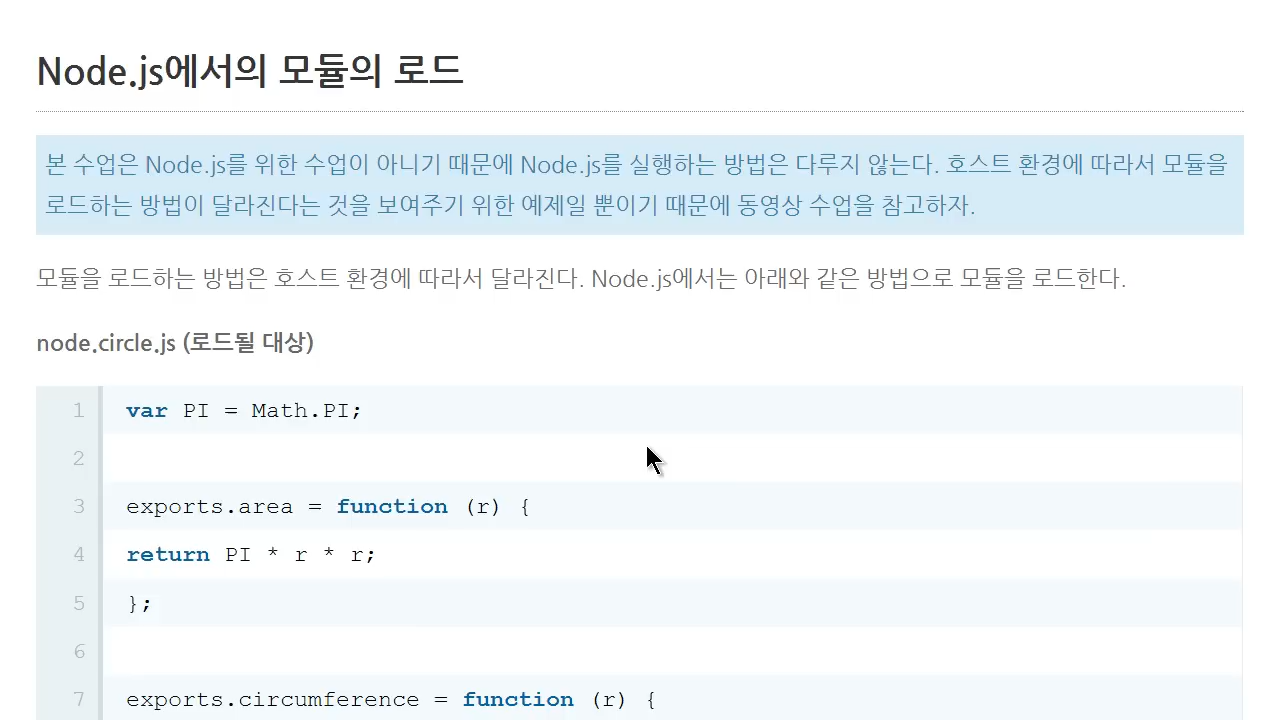 Node.js에서의 모듈의 로드
본 수업은 Node.js를 위한 수업이 아니기 때문에 Node.js를 실행하는 방법은 다루지 않는다. 호스트 환경에 따라서 모듈을
로드하는 방법이 달라진다는 것을 보여주기 위한 예제일 뿐이기 때문에 동영상 수업을 참고하자.
모듈을 로드하는 방법은 호스트 환경에 따라서 달라진다. Node.js에서는 아래와 같은 방법으로 모듈을 로드한다.
node.circle.js (로드될 대상)
1 var PI = Math.PI;
2
3 exports.area = function (r) {
4 return PI * r * r;
5 };
6
7 exports.circumference = function (r) {